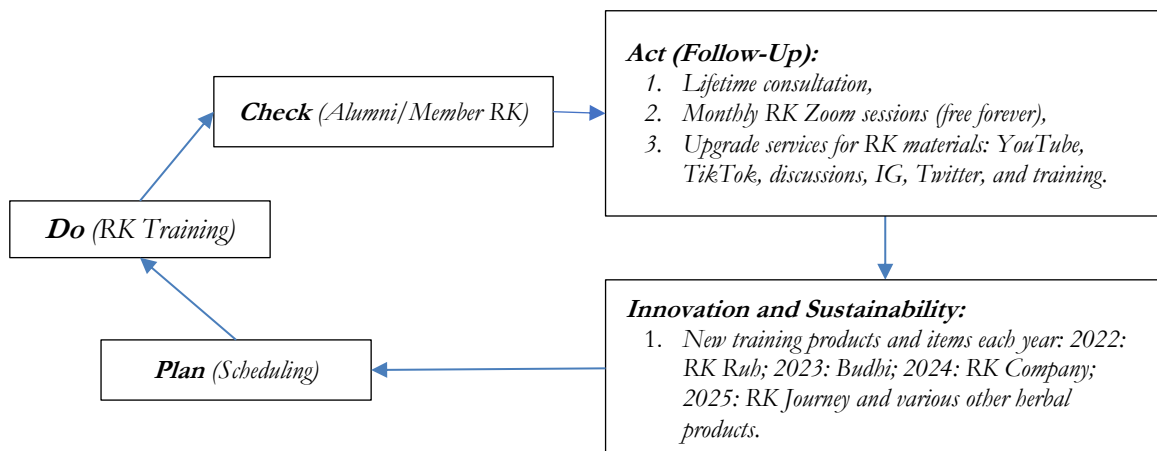 Act (Follow-Up):
1. Lifetime consultation,
2. Monthly RK Zoom sessions (free forever),
3. Upgrade services for RK materials: YouTube,
TikTok, discussions, IG, Twitter, and training.
Check (Alumni/Member RK)
Do (RK Training)
Plan (Scheduling)
Innovation and Sustainability:
1. New training products and items each year: 2022:
RK Ruh; 2023: Budhi; 2024: RK Company;
2025: RK Journey and various other herbal
products.